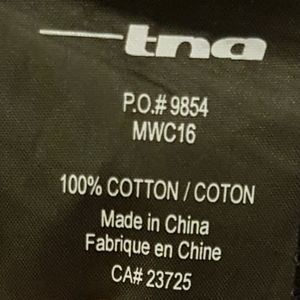 tna
P.O.# 9854
MWC16
100% COTTON / COTON
Made in China
Fabrique en Chine
CA# 23725